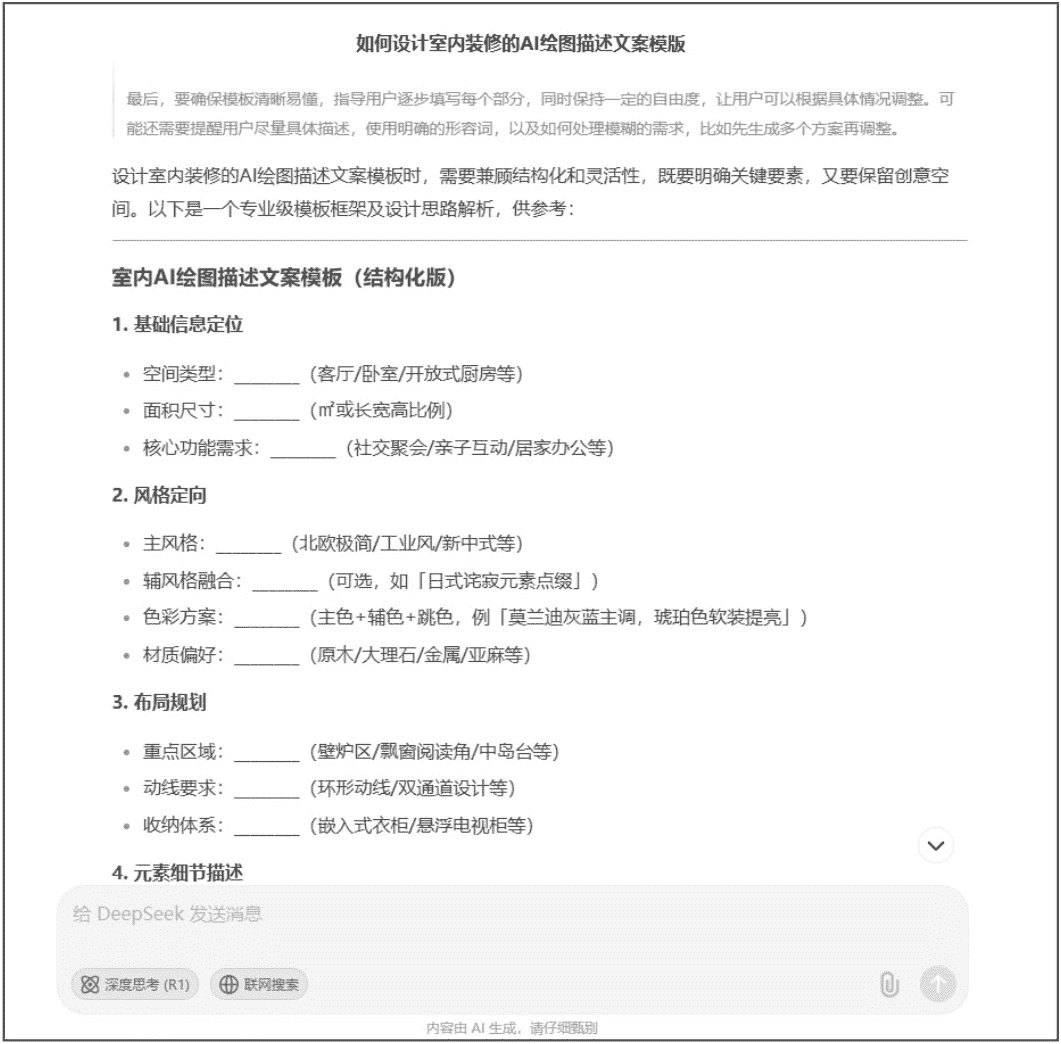 如何设计室内装修的AI绘图描述文案模版
最后，要确保模板清晰易懂，指导用户逐步填写每个部分，同时保持一定的自由度，让用户可以根据具体情况调整。可
能还需要提醒用户尽量具体描述，使用明确的形容词，以及如何处理模糊的需求，比如先生成多个方案再调整。
设计室内装修的AI绘图描述文案模板时，需要兼顾结构化和灵活性，既要明确关键要素，又要保留创意空
间。以下是一个专业级模板框架及设计思路解析，供参考：
室内AI绘图描述文案模板（结构化版）
1. 基础信息定位
• 空间类型：_______（客厅/卧室/开放式厨房等）
• 面积尺寸：_______（㎡或长宽高比例）
• 核心功能需求：_______（社交聚会/亲子互动/居家办公等）
2. 风格定向
• 主风格：_______（北欧极简/工业风/新中式等）
• 辅风格融合：_______（可选，如「日式诧寂元素点缀」）
• 色彩方案：_______（主色+辅色+跳色，例「莫兰迪灰蓝主调，琥珀色软装提亮」）
• 材质偏好：_______（原木/大理石/金属/亚麻等）
3. 布局规划
• 重点区域：_______（壁炉区/飘窗阅读角/中岛台等）
• 动线要求：_______（环形动线/双通道设计等）
• 收纳体系：_______（嵌入式衣柜/悬浮电视柜等）
4. 元素细节描述
给 DeepSeek 发送消息
深度思考 (R1) 联网搜索
内容由 AI 生成，请仔细甄别